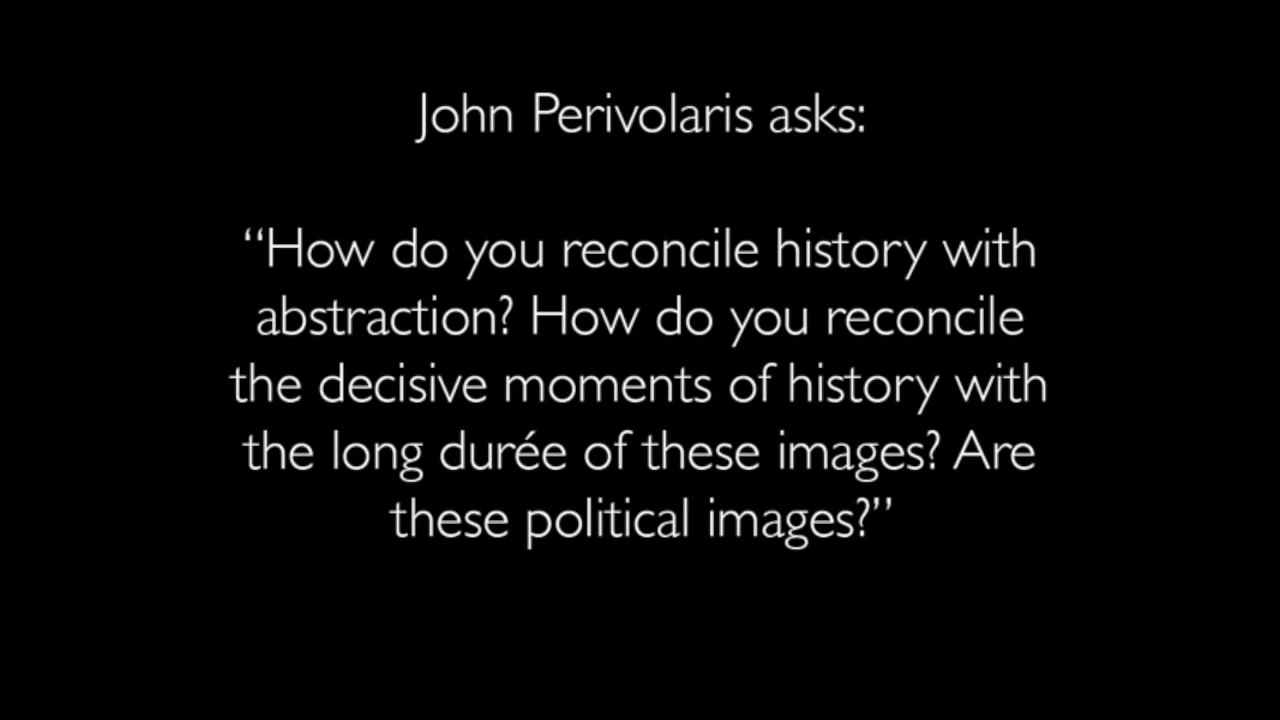 John Perivolaris asks:
“How do you reconcile history with
abstraction? How do you reconcile
the decisive moments of history with
the long durée of these images? Are
these political images?”